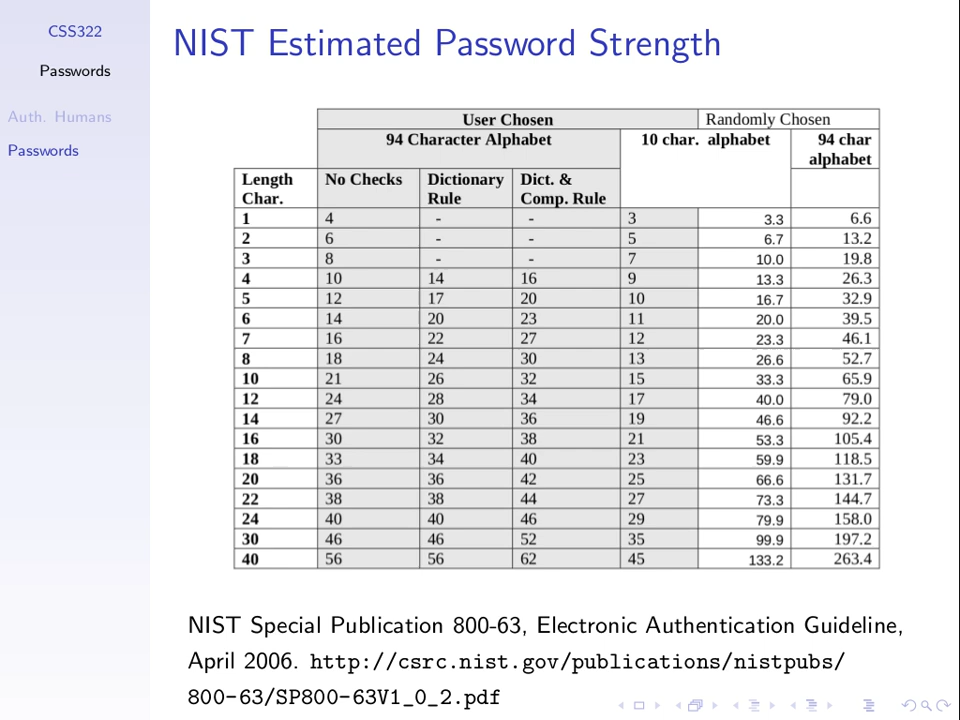 CSS322
NIST Estimated Password Strength
Passwords
Auth. Humans
Passwords
User Chosen Randomly Chosen
94 Character Alphabet 10 char. alphabet 94 char
alphabet
Length No Checks Dictionary Dict. &
Char. Rule Comp. Rule
1 4 - - 3 3.3 6.6
2 6 - - 5 6.7 13.2
3 8 - - 7 10.0 19.8
4 10 14 16 9 13.3 26.3
5 12 17 20 10 16.7 32.9
6 14 20 23 11 20.0 39.5
7 16 22 27 12 23.3 46.1
8 18 24 30 13 26.6 52.7
10 21 26 32 15 33.3 65.9
12 24 28 34 17 40.0 79.0
14 27 30 36 19 46.6 92.2
16 30 32 38 21 53.3 105.4
18 33 34 40 23 59.9 118.5
20 36 36 42 25 66.6 131.7
22 38 38 44 27 73.3 144.7
24 40 40 46 29 79.9 158.0
30 46 46 52 35 99.9 197.2
40 56 56 62 45 133.2 263.4
NIST Special Publication 800-63, Electronic Authentication Guideline,
April 2006. http://csrc.nist.gov/publications/nistpubs/
800-63/SP800-63V1_0_2.pdf